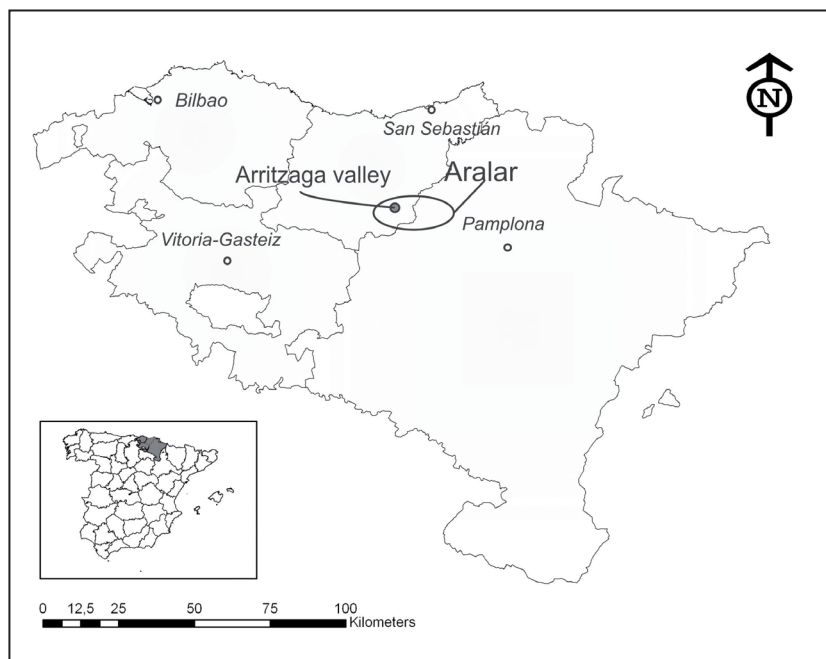 Bilbao
N
San Sebastián
Arritzaga valley
Aralar
Vitoria-Gasteiz
Pamplona
0 12,5 25 50 75 100
Kilometers